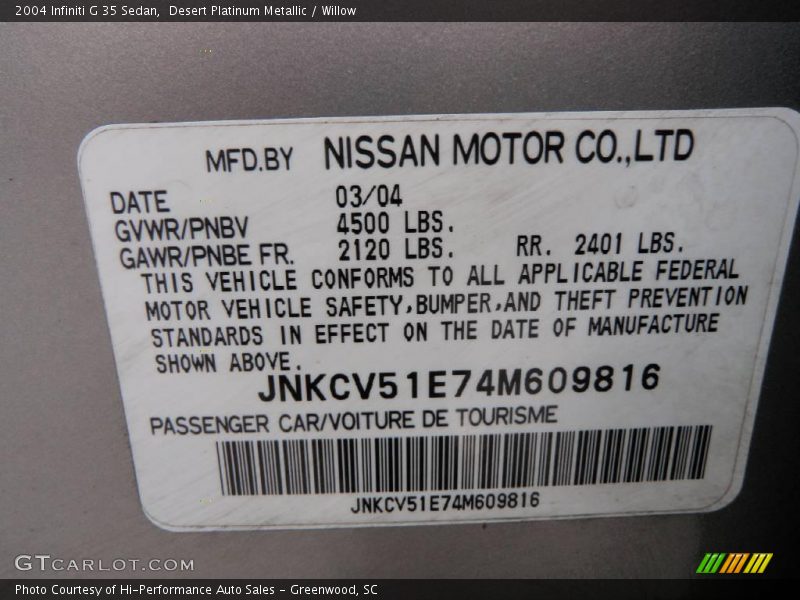 2004 Infiniti G 35 Sedan,  Desert Platinum Metallic / Willow
MFD.BY NISSAN MOTOR CO.,LTD
DATE 03/04
GVWR/PNBV 4500 LBS.
GAWR/PNBE FR. 2120 LBS. RR. 2401 LBS.
THIS VEHICLE CONFORMS TO ALL APPLICABLE FEDERAL
MOTOR VEHICLE SAFETY,BUMPER,AND THEFT PREVENTION
STANDARDS IN EFFECT ON THE DATE OF MANUFACTURE
SHOWN ABOVE.
JNKCV51E74M609816
PASSENGER CAR/VOITURE DE TOURISME
JNKCV51E74M609816
GTCARLOT.COM
Photo Courtesy of Hi-Performance Auto Sales - Greenwood, SC